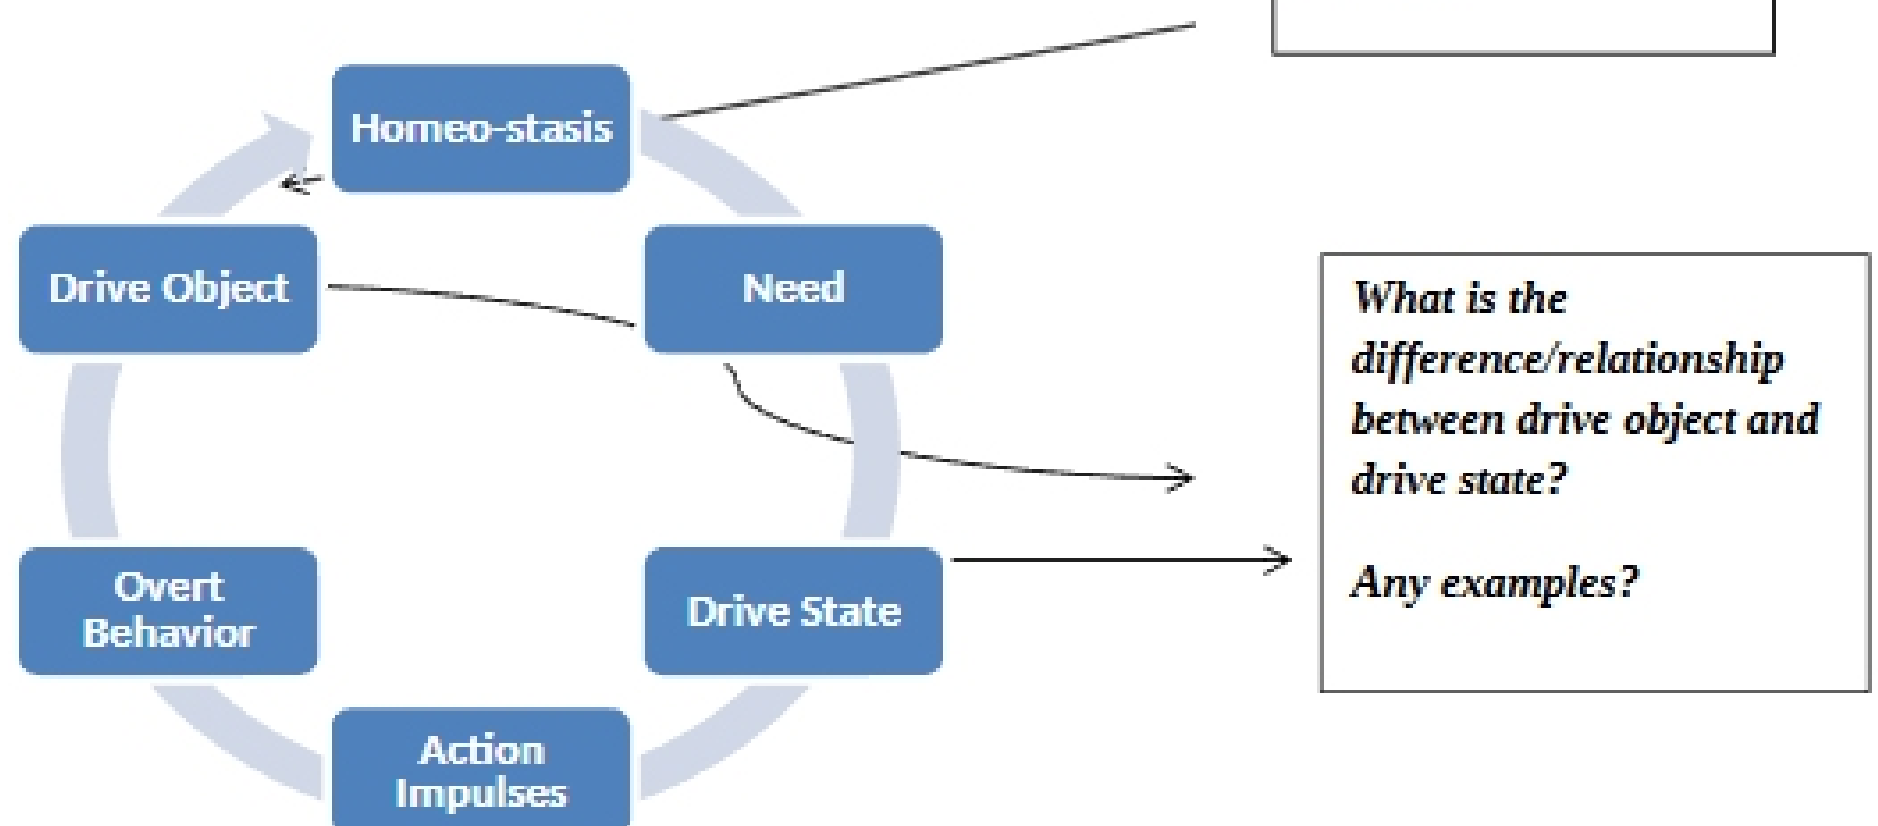 Homeo-stasis
Drive Object
Need
What is the
difference/relationship
between drive object and
drive state?
Any examples?
Overt
Behavior
Drive State
Action
Impulses